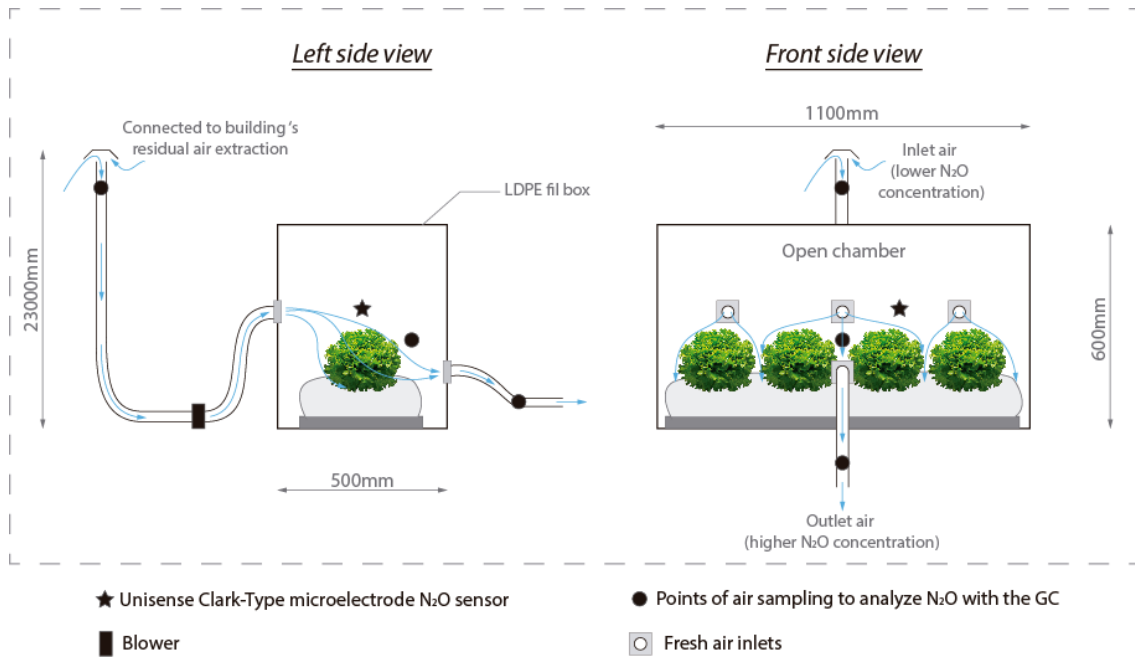 Left side view
Front side view
1100mm
Connected to building's
residual air extraction
Inlet air
(lower N2O
concentration)
LDPE fil box
Open chamber
23000mm
600mm
500mm
Outlet air
(higher N2O concentration)
Unisense Clark-Type microelectrode N2O sensor
Points of air sampling to analyze N2O with the GC
Blower
Fresh air inlets